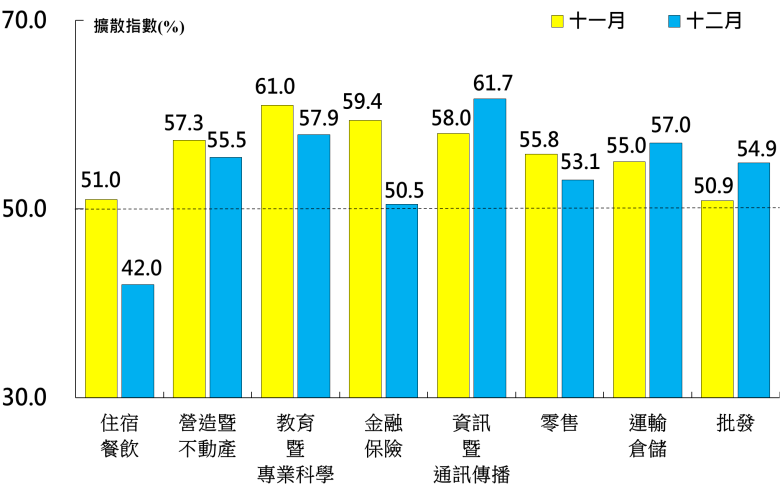 70.0
擴散指數(%)
十一月
十二月
61.0
61.7
59.4
57.3
57.9
58.0
55.5
55.8
55.0
57.0
53.1
54.9
51.0
50.5
50.9
50.0
42.0
30.0
住宿
餐飲
營造暨
不動產
教育
暨
專業科學
金融
保險
資訊
暨
通訊傳播
零售
運輸
倉儲
批發